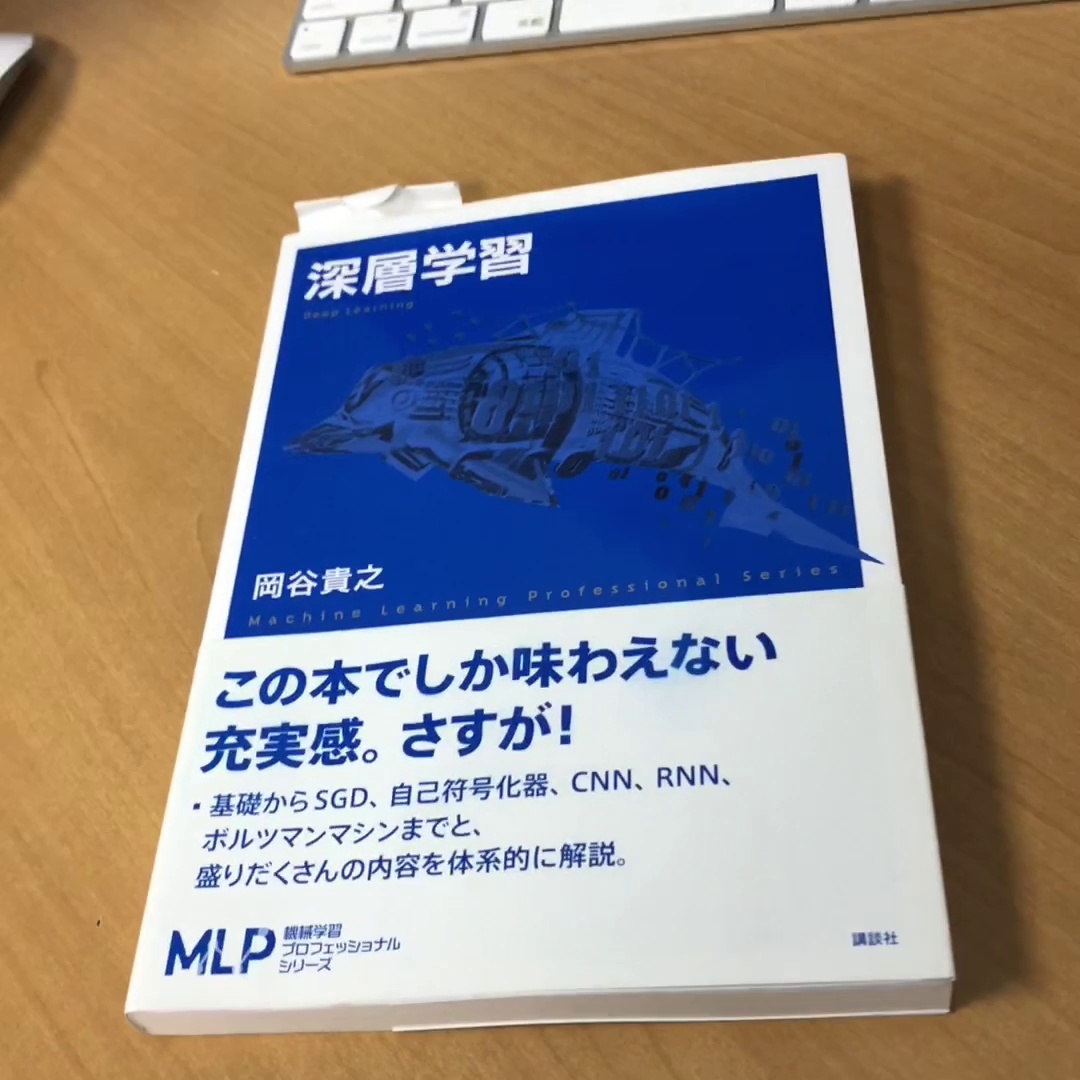 深層学習
Deep Learning
岡谷貴之
Machine Learning Professional Series
この本でしか味わえない
充実感。さすが!
▪ 基礎からSGD、自己符号化器、CNN、RNN、
ボルツマンマシンまでと、
盛りだくさんの内容を体系的に解説。
MLP
機械学習
プロフェッショナル
シリーズ
講談社